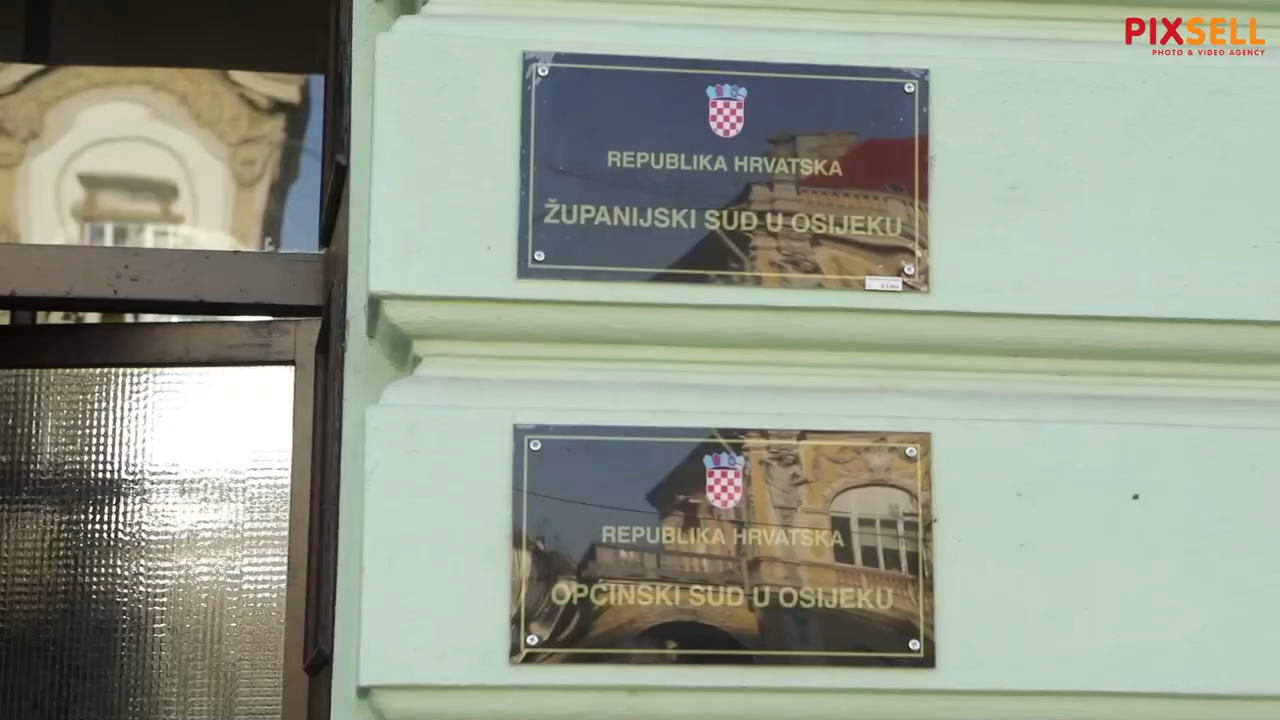 PIXSELL
PHOTO & VIDEO AGENCY
REPUBLIKA HRVATSKA
ŽUPANIJSKI SUD U OSIJEKU
REPUBLIKA HRVATSKA
OPĆINSKI SUD U OSIJEKU